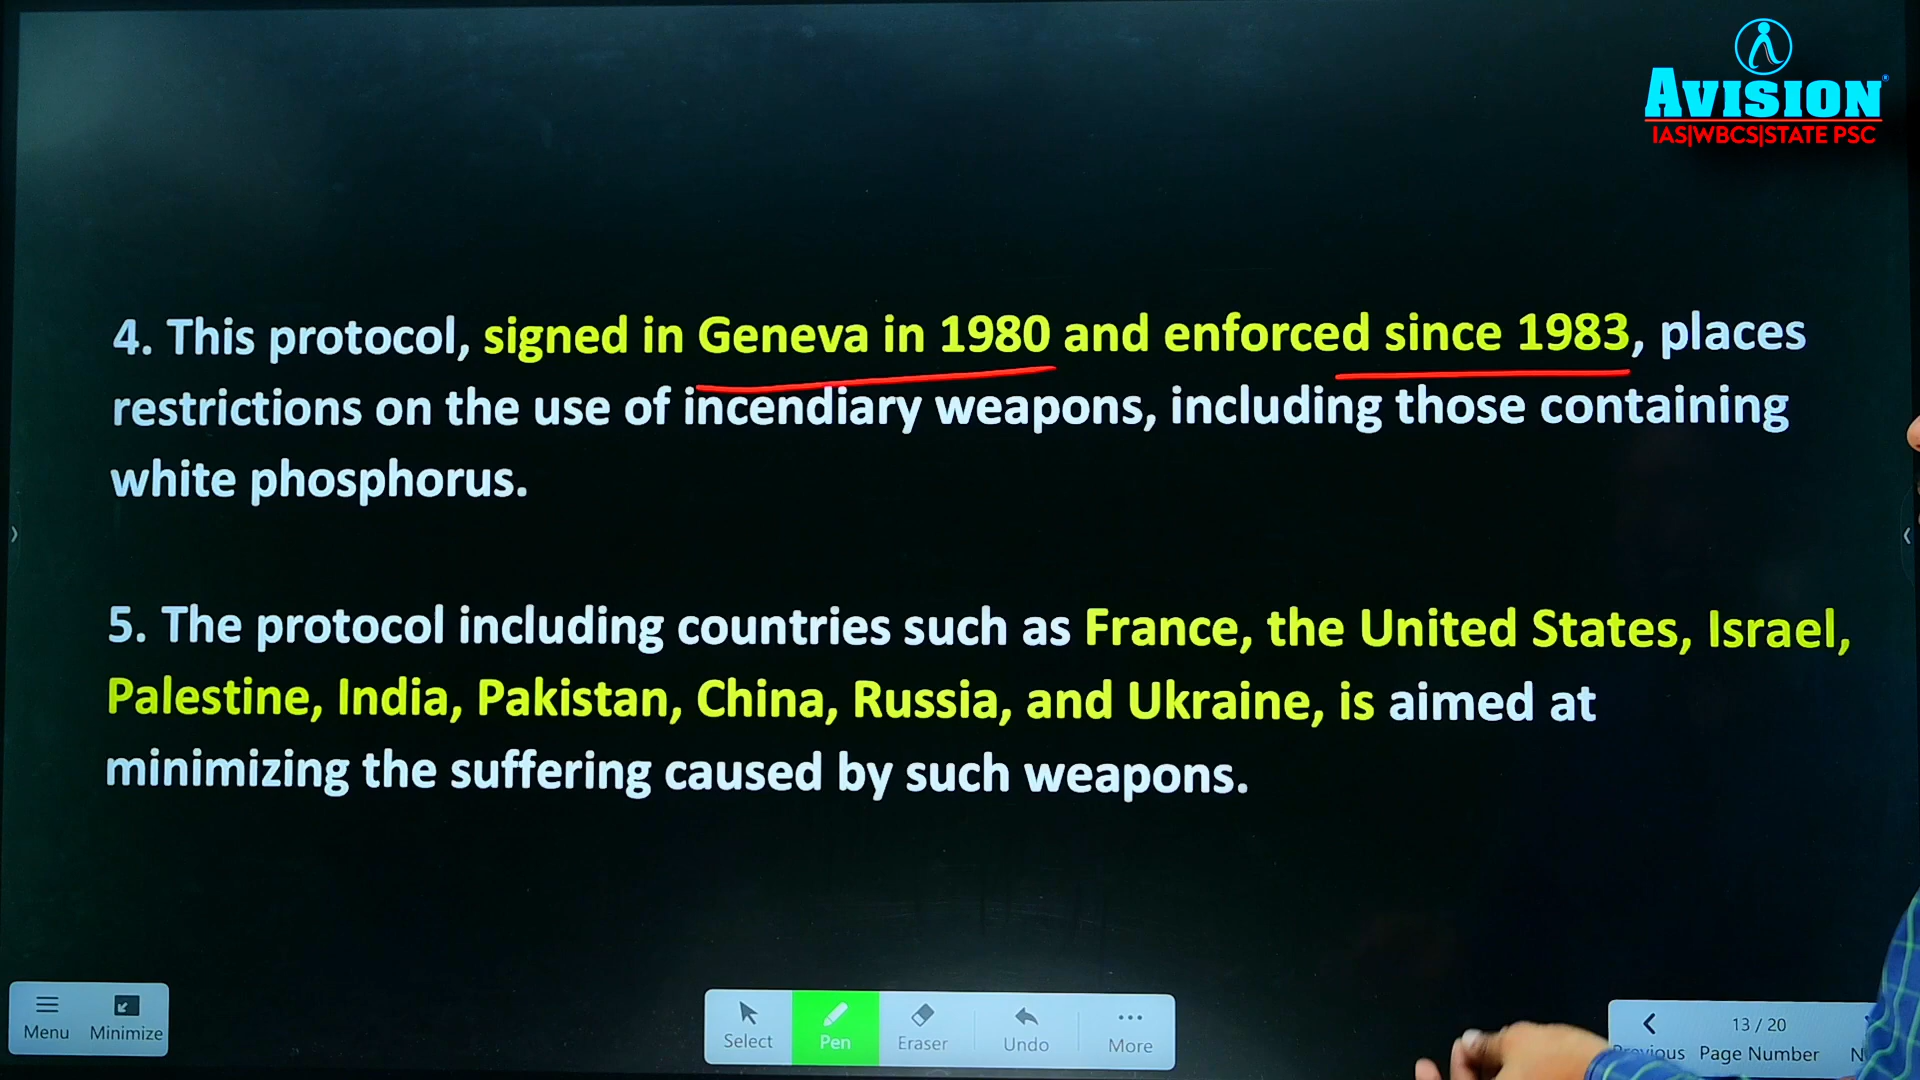 AVISION
IAS|WBCS|STATE PSC
4. This protocol, signed in Geneva in 1980 and enforced since 1983, places
restrictions on the use of incendiary weapons, including those containing
white phosphorus.
5. The protocol including countries such as France, the United States, Israel,
Palestine, India, Pakistan, China, Russia, and Ukraine, is aimed at
minimizing the suffering caused by such weapons.
Menu Minimize
Select Pen Eraser Undo More
13 / 20
Previous Page Number